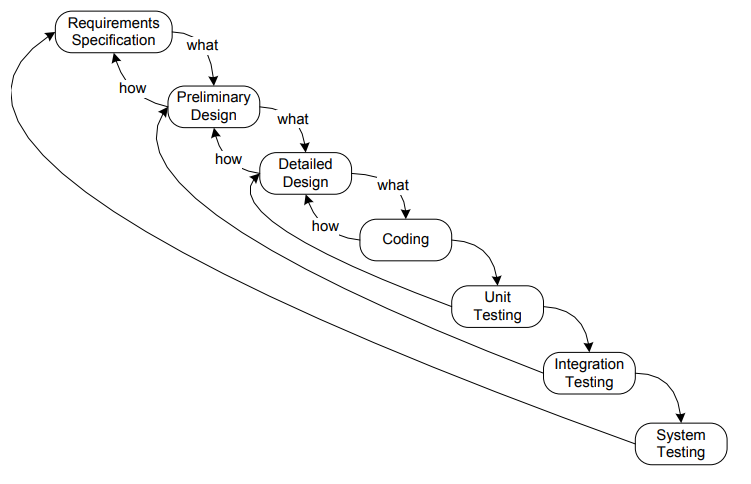 Requirements
Specification
what
how
Preliminary
Design
what
how
Detailed
Design
what
how
Coding
Unit
Testing
Integration
Testing
System
Testing